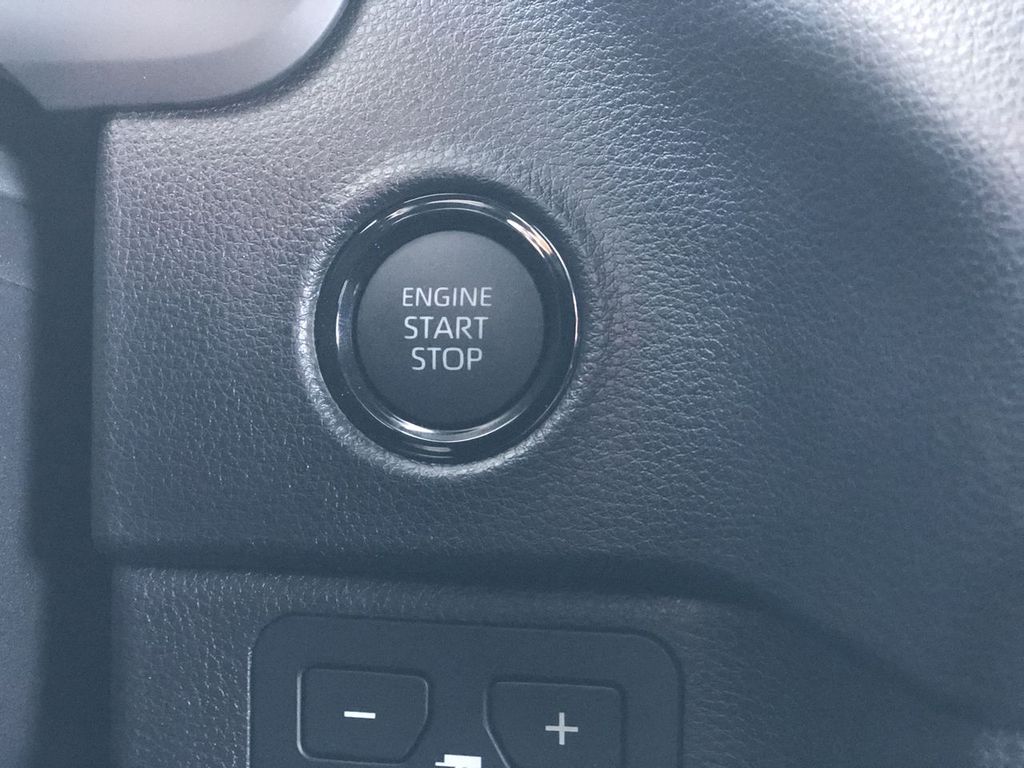 ENGINE
START
STOP
- +